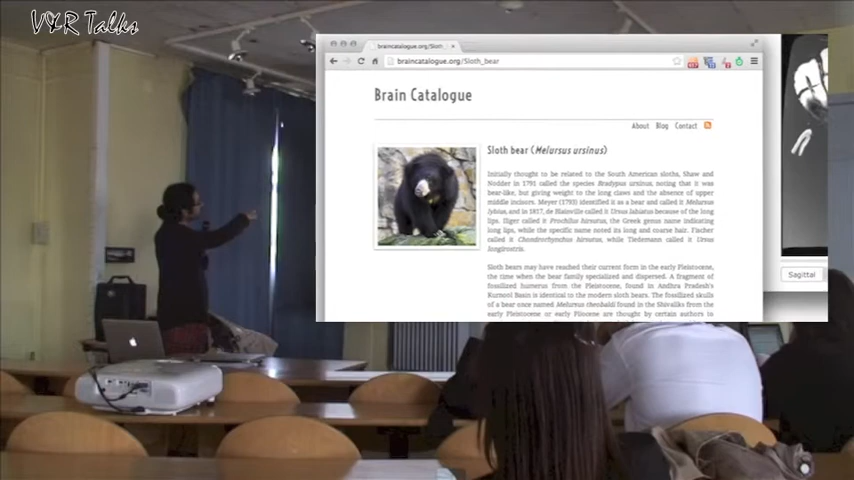 V&R Talks
braincatalogue.org/Sloth_
braincatalogue.org/Sloth_bear
Brain Catalogue
About Blog Contact
Sloth bear (Melursus ursinus)
Initially thought to be related to the South American sloths, Shaw and
Nodder in 1791 called the species Bradypus ursinus, noting that it was
bear-like, but giving weight to the long claws and the absence of upper
middle incisors. Meyer (1793) identified it as a bear and called it Melursus
lybius, and in 1817, de Blainville called it Ursus labiatus because of the long
lips. Illiger called it Prochilus hirsutus, the Greek genus name indicating
long lips, while the specific name noted its long and coarse hair. Fischer
called it Chondrorhynchus hirsutus, while Tiedemann called it Ursus
longirostris.
Sloth bears may have reached their current form in the early Pleistocene,
the time when the bear family specialized and dispersed. A fragment of
fossilized humerus from the Pleistocene, found in Andhra Pradesh's
Kurnool Basin is identical to the modern sloth bears. The fossilized skulls
of a bear once named Melursus theobaldi found in the Shivaliks from the
early Pleistocene or early Pliocene are thought by certain authors to
Sagittal